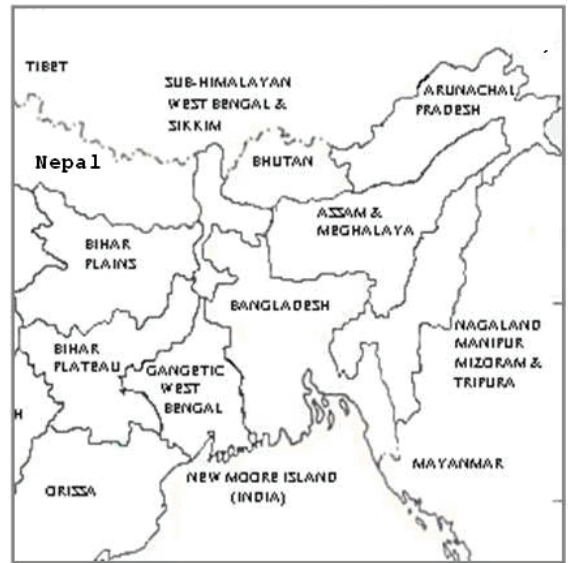 TIBET
SUB-HIMALAYAN
WEST BENGAL &
SIKKIM
ARUNACHAL
PRADESH
Nepal
BHUTAN
ASSAM &
MEGHALAYA
BIHAR
PLAINS
BANGLADESH
NAGALAND
MANIPUR
MIZORAM &
TRIPURA
BIHAR
PLATEAU
GANGETIC
WEST
BENGAL
H
MAYANMAR
NEW MOORE ISLAND
(INDIA)
ORISSA